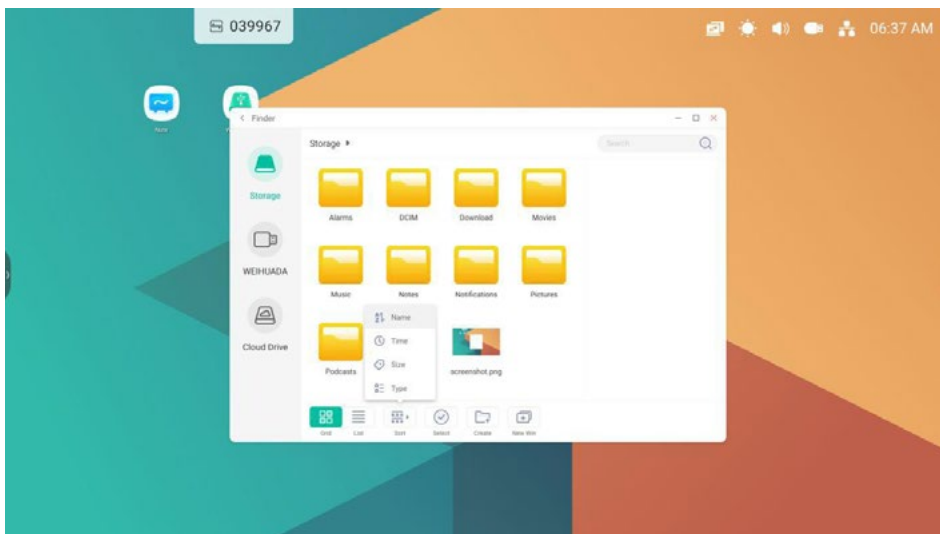 039967
06:37 AM
Note
Finder
Storage
Search
Storage
WEIHUADA
Cloud Drive
Alarms
DCIM
Download
Movies
Music
Notes
Notifications
Pictures
Podcasts
screenshot.png
Name
Time
Size
Type
Grid
List
Sort
Select
Create
New Win